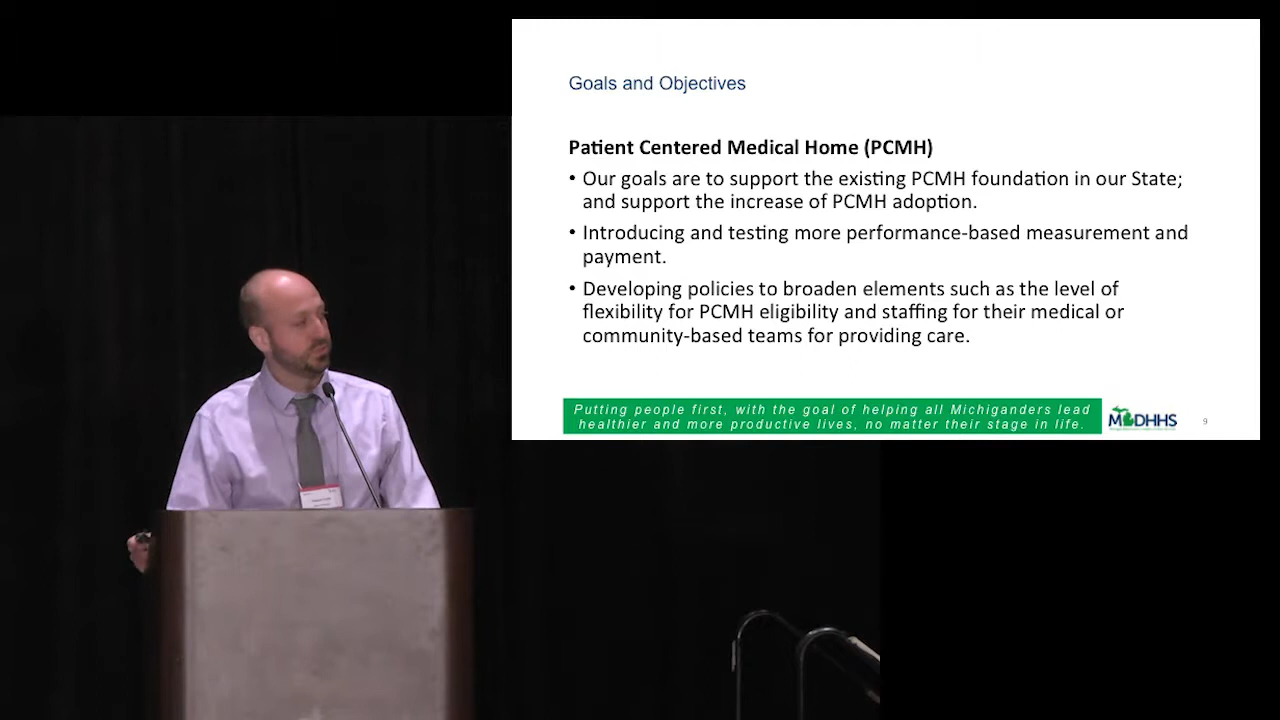 Goals and Objectives
Patient Centered Medical Home (PCMH)
• Our goals are to support the existing PCMH foundation in our State;
and support the increase of PCMH adoption.
• Introducing and testing more performance-based measurement and
payment.
• Developing policies to broaden elements such as the level of
flexibility for PCMH eligibility and staffing for their medical or
community-based teams for providing care.
Putting people first, with the goal of helping all Michiganders lead
healthier and more productive lives, no matter their stage in life.
MDHHS
9